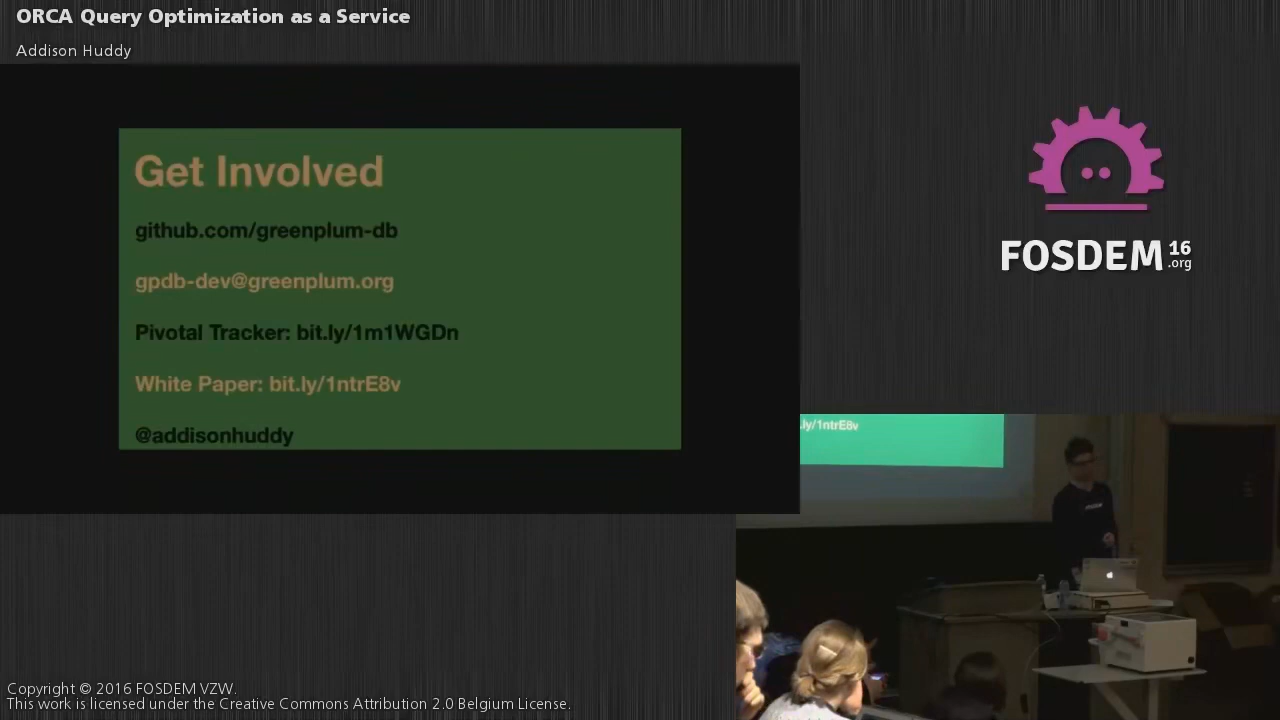 ORCA Query Optimization as a Service
Addison Huddy
Get Involved
github.com/greenplum-db
gpdb-dev@greenplum.org
Pivotal Tracker: bit.ly/1m1WGDn
White Paper: bit.ly/1ntrE8v
@addisonhuddy
FOSDEM 16 .org
.ly/1ntrE8v
Copyright © 2016 FOSDEM VZW.
This work is licensed under the Creative Commons Attribution 2.0 Belgium License.